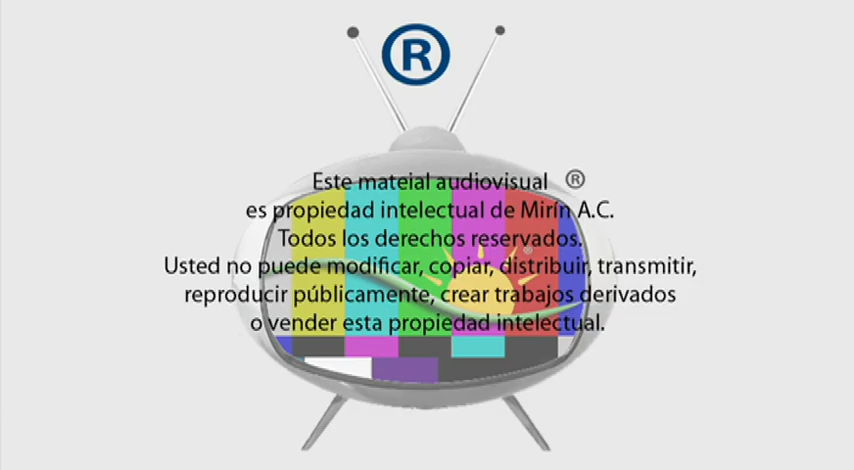 ®
Este mateial audiovisual ®
es propiedad intelectual de Mirín A.C.
Todos los derechos reservados.
Usted no puede modificar, copiar, distribuir, transmitir,
reproducir públicamente, crear trabajos derivados
o vender esta propiedad intelectual.